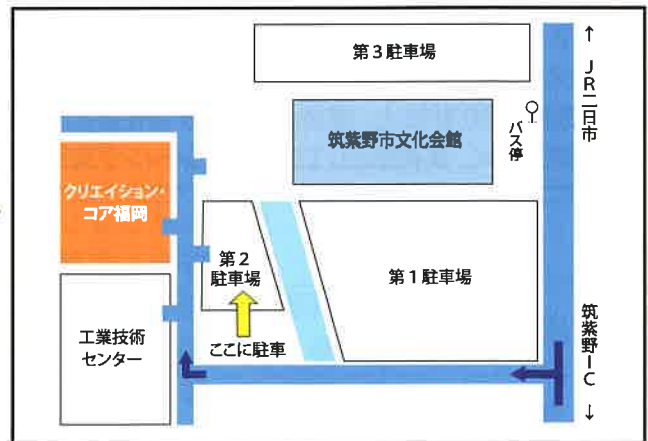 第３駐車場
↑
JR二日市
バス停
筑紫野市文化会館
クリエイション・
コア福岡
第２
駐車場
第１駐車場
工業技術
センター
ここに駐車
筑紫野IC
↓